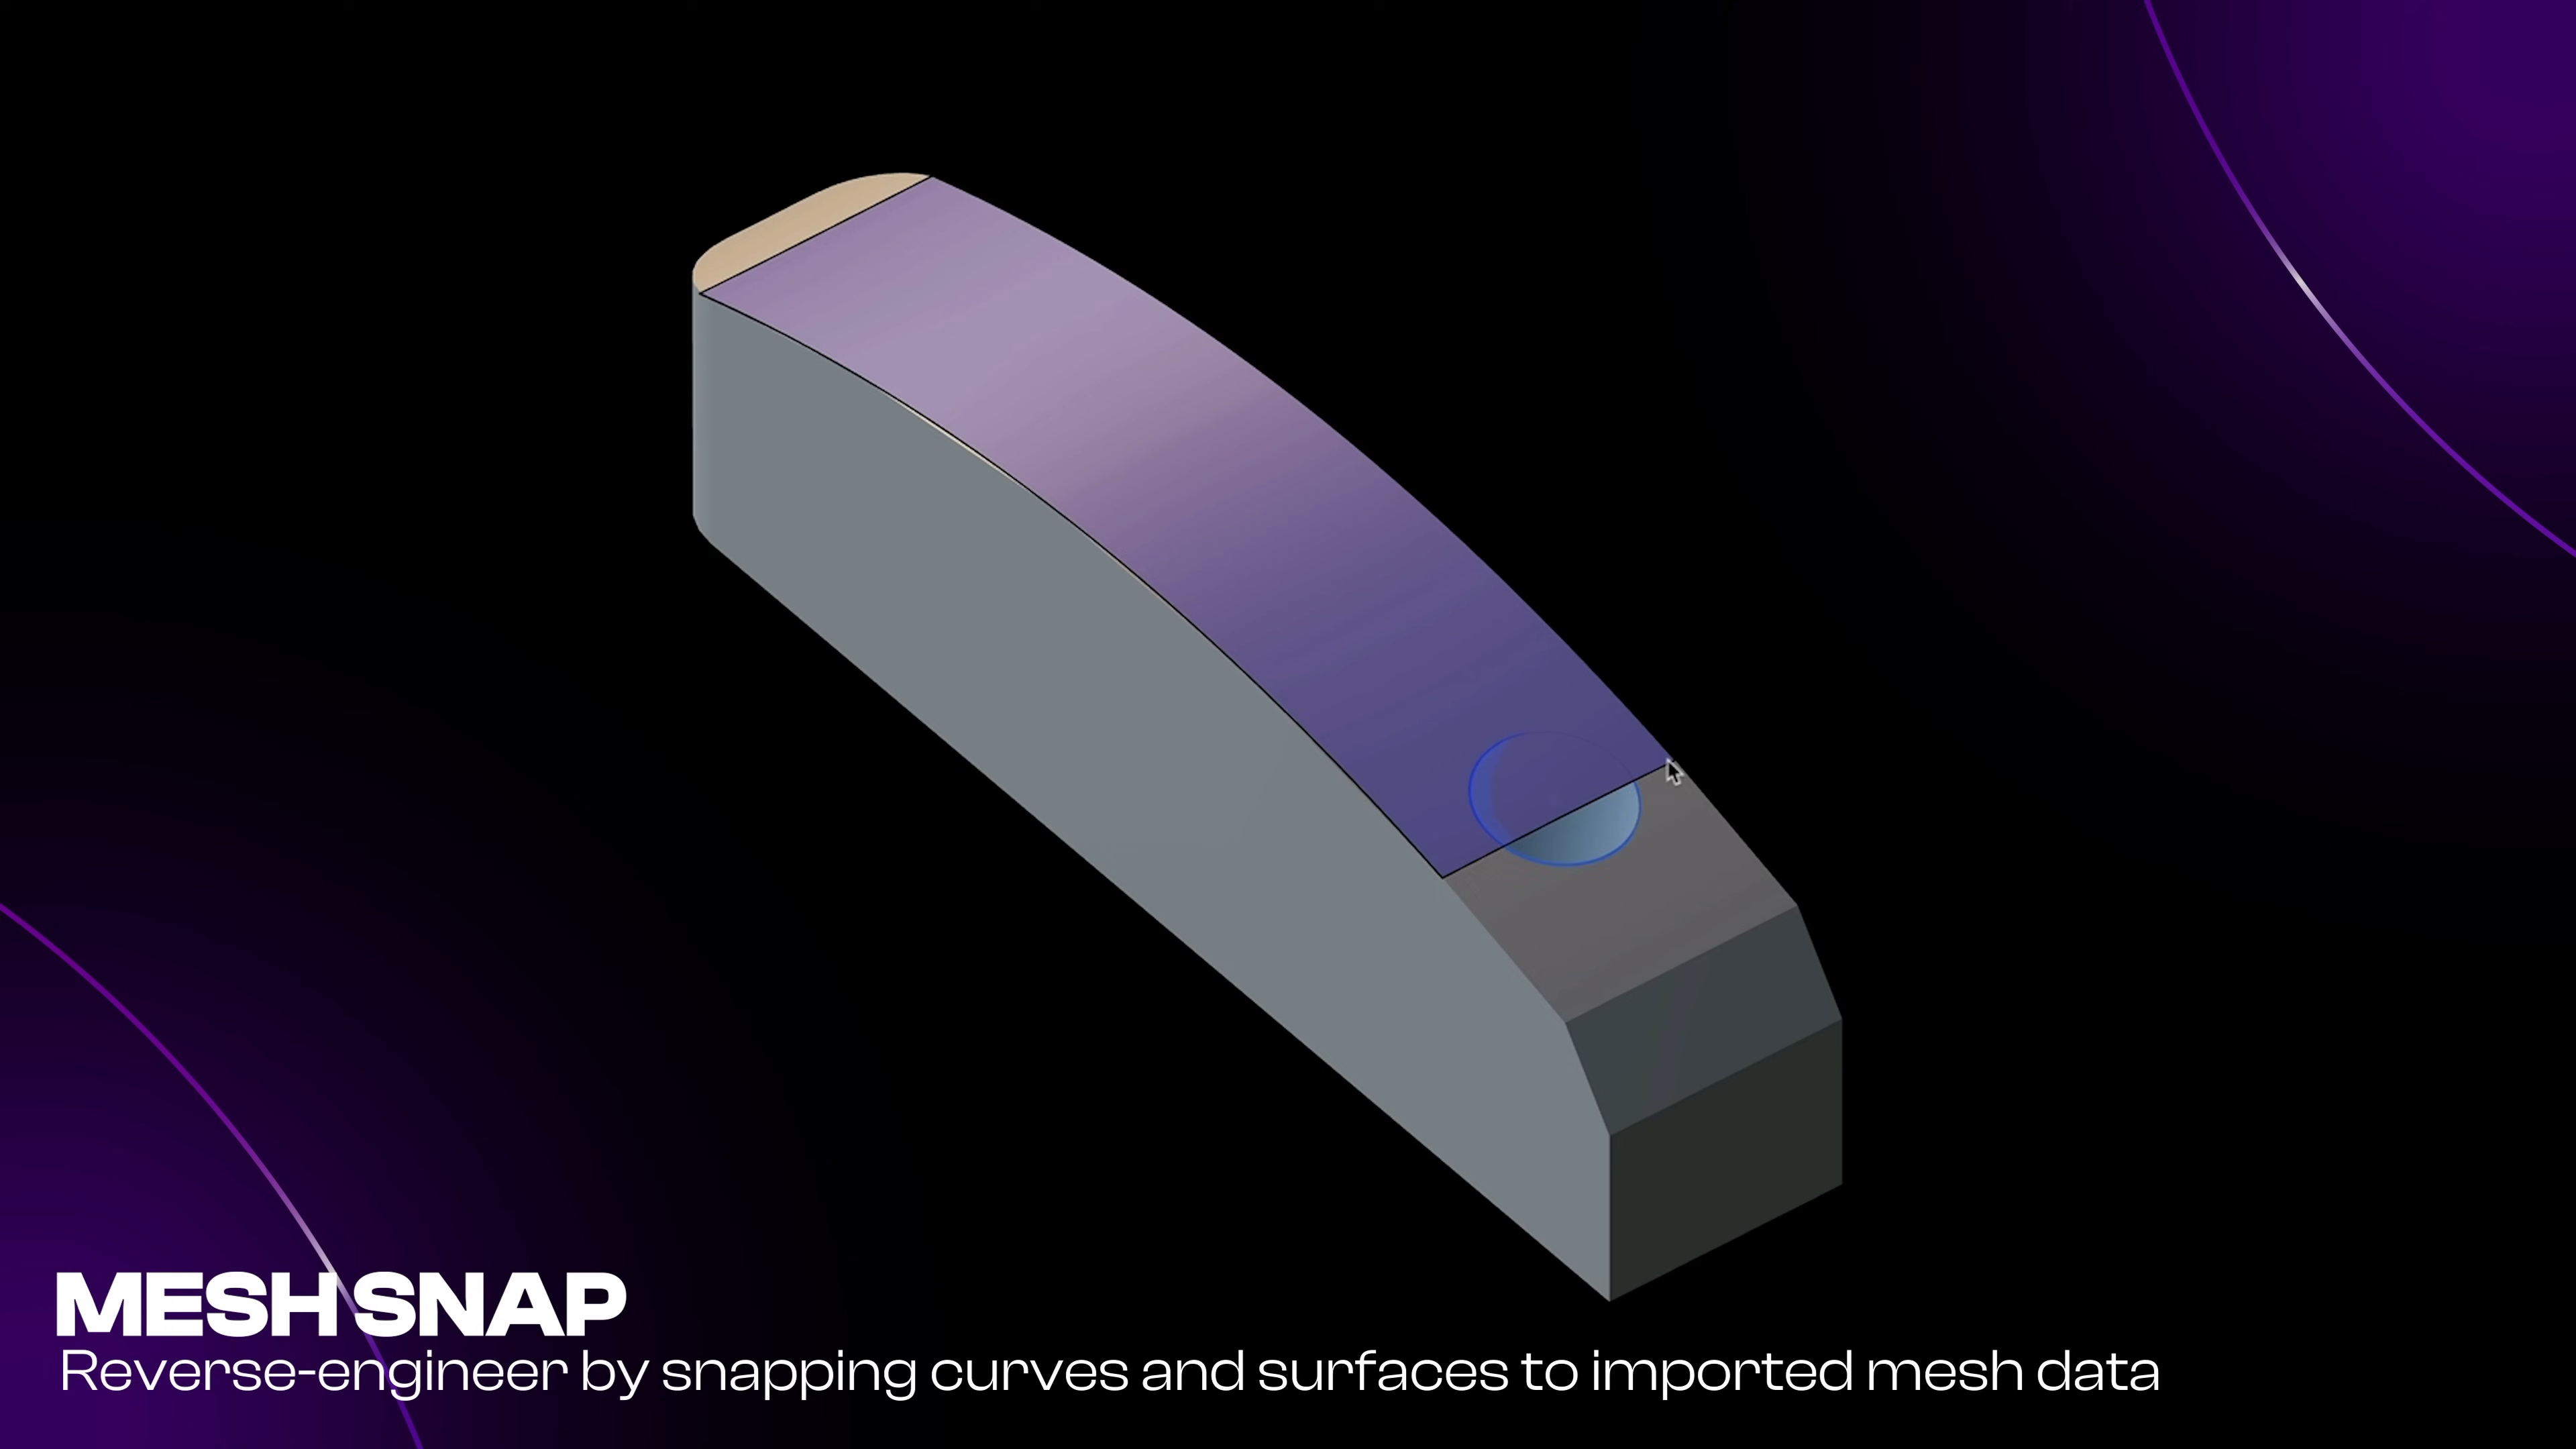 MESH SNAP
Reverse-engineer by snapping curves and surfaces to imported mesh data